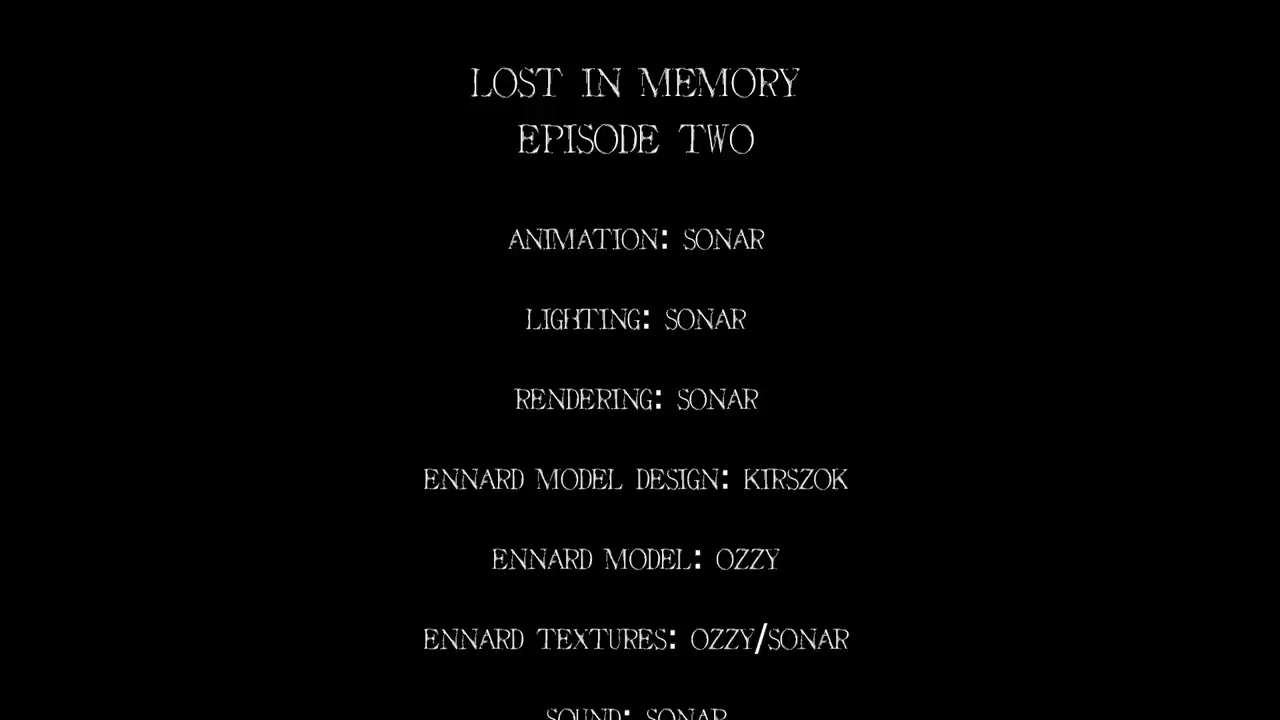 LOST IN MEMORY
EPISODE TWO
ANIMATION: SONAR
LIGHTING: SONAR
RENDERING: SONAR
ENNARD MODEL DESIGN: KIRSZOK
ENNARD MODEL: OZZY
ENNARD TEXTURES: OZZY/SONAR
SOUND: SONAR